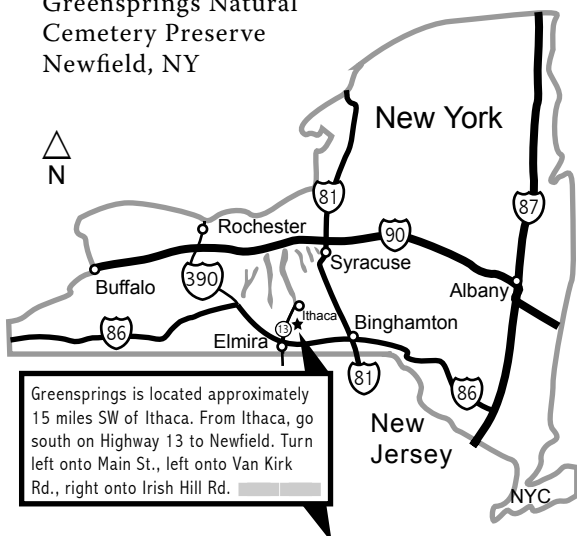 Greensprings Natural
Cemetery Preserve
Newfield, NY
N
New York
81
87
Rochester
90
Syracuse
390
Buffalo
Albany
Ithaca
86
13
Elmira
Binghamton
81
86
Greensprings is located approximately
15 miles SW of Ithaca. From Ithaca, go
south on Highway 13 to Newfield. Turn
left onto Main St., left onto Van Kirk
Rd., right onto Irish Hill Rd.
New
Jersey
NYC